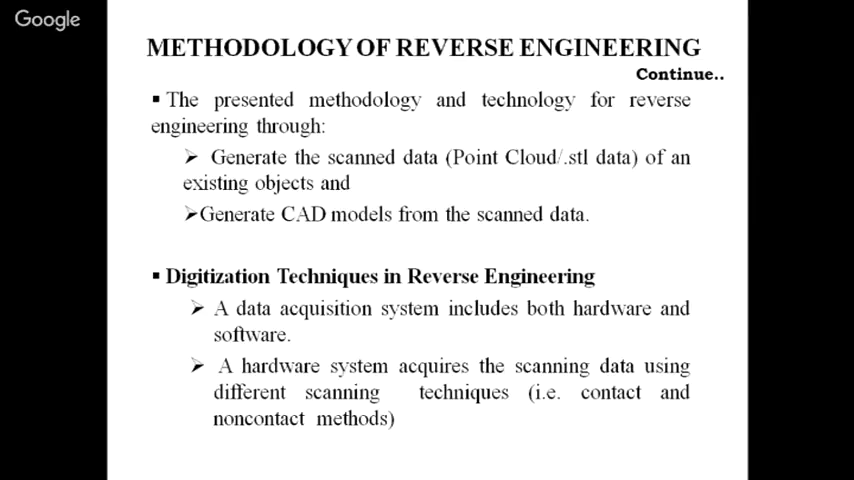 Google
METHODOLOGY OF REVERSE ENGINEERING
Continue..
▪ The presented methodology and technology for reverse
engineering through:
➢ Generate the scanned data (Point Cloud/.stl data) of an
existing objects and
➢Generate CAD models from the scanned data.
▪ Digitization Techniques in Reverse Engineering
➢ A data acquisition system includes both hardware and
software.
➢ A hardware system acquires the scanning data using
different scanning techniques (i.e. contact and
noncontact methods)